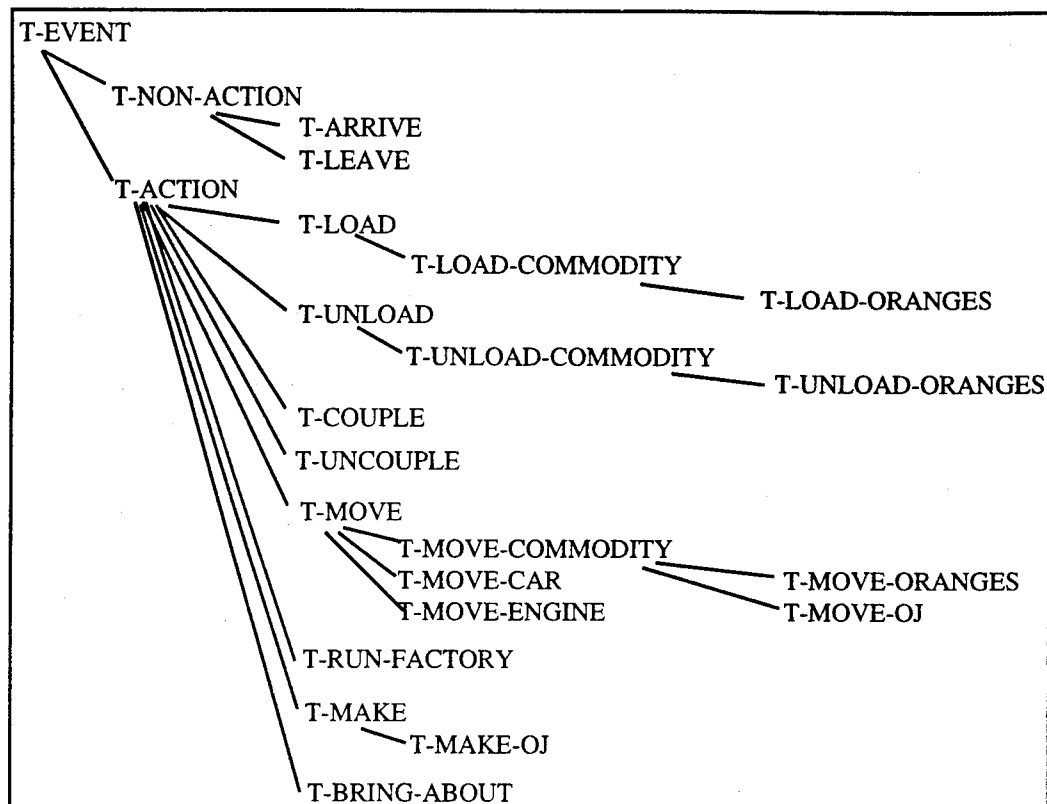 T-EVENT
T-NON-ACTION
T-ARRIVE
T-LEAVE
T-ACTION
T-LOAD
T-LOAD-COMMODITY
T-LOAD-ORANGES
T-UNLOAD
T-UNLOAD-COMMODITY
T-UNLOAD-ORANGES
T-COUPLE
T-UNCOUPLE
T-MOVE
T-MOVE-COMMODITY
T-MOVE-CAR
T-MOVE-ORANGES
T-MOVE-ENGINE
T-MOVE-OJ
T-RUN-FACTORY
T-MAKE
T-MAKE-OJ
T-BRING-ABOUT